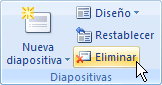 Nueva
diapositiva
Diseño
Restablecer
Eliminar
Diapositivas